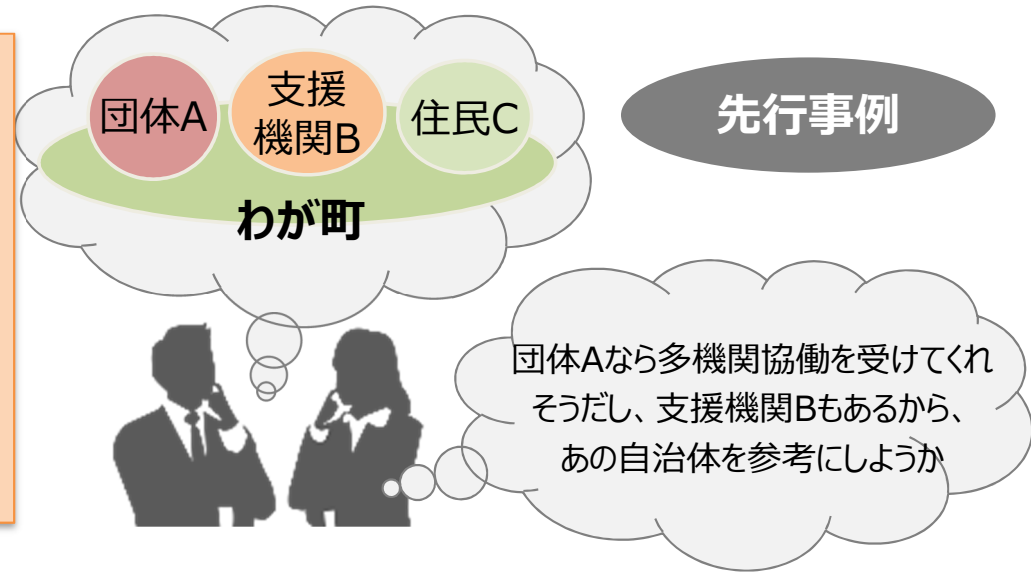 団体A
支援
機関B
住民C
わが町
先行事例
団体Aなら多機関協働を受けてくれ
そうだし、支援機関Bもあるから、
あの自治体を参考にしようか